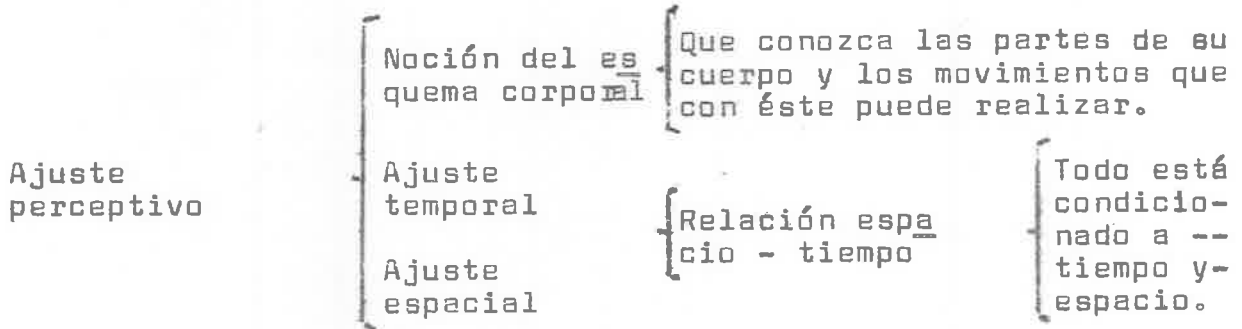 Ajuste
perceptivo
Noción del es
quema corporal
Que conozca las partes de su
cuerpo y los movimientos que
con éste puede realizar.
Ajuste
temporal
Ajuste
espacial
Relación espa
cio - tiempo
Todo está
condicio-
nado a --
tiempo y-
espacio.